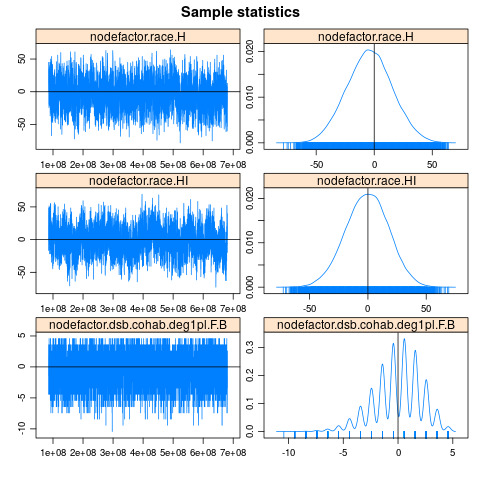 Sample statistics
nodefactor.race.H
50
0
-50
1e+08 2e+08 3e+08 4e+08 5e+08 6e+08 7e+08
nodefactor.race.H
0.020
0.010
0.000
-50 0 50
nodefactor.race.HI
50
0
-50
1e+08 2e+08 3e+08 4e+08 5e+08 6e+08 7e+08
nodefactor.race.HI
0.020
0.010
0.000
-50 0 50
nodefactor.dsb.cohab.deg1pl.F.B
5
0
-5
-10
1e+08 2e+08 3e+08 4e+08 5e+08 6e+08 7e+08
nodefactor.dsb.cohab.deg1pl.F.B
0.3
0.2
0.1
0.0
-10 -5 0 5